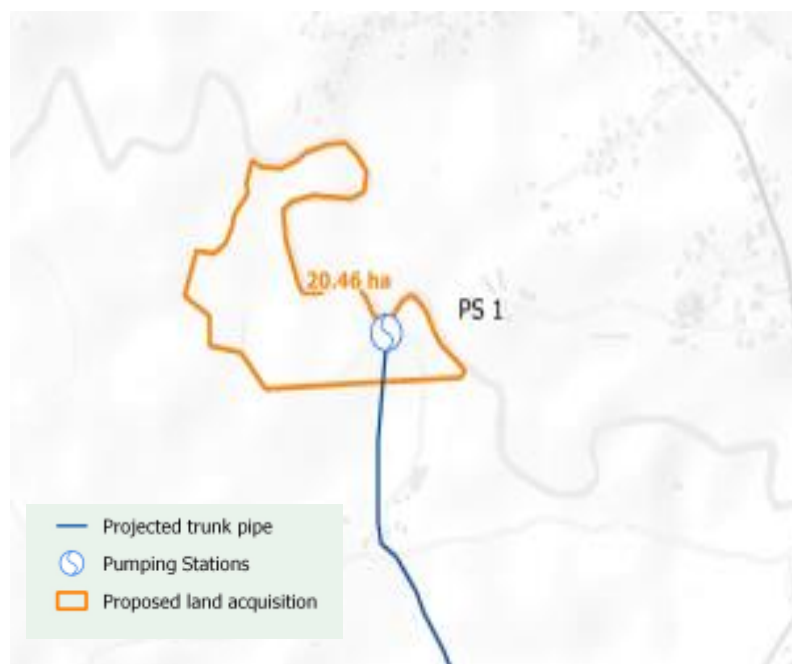 20.46 ha
PS 1
Projected trunk pipe
Pumping Stations
Proposed land acquisition